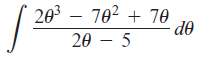 ∫ (2θ³ − 7θ² + 7θ)/(2θ − 5) dθ